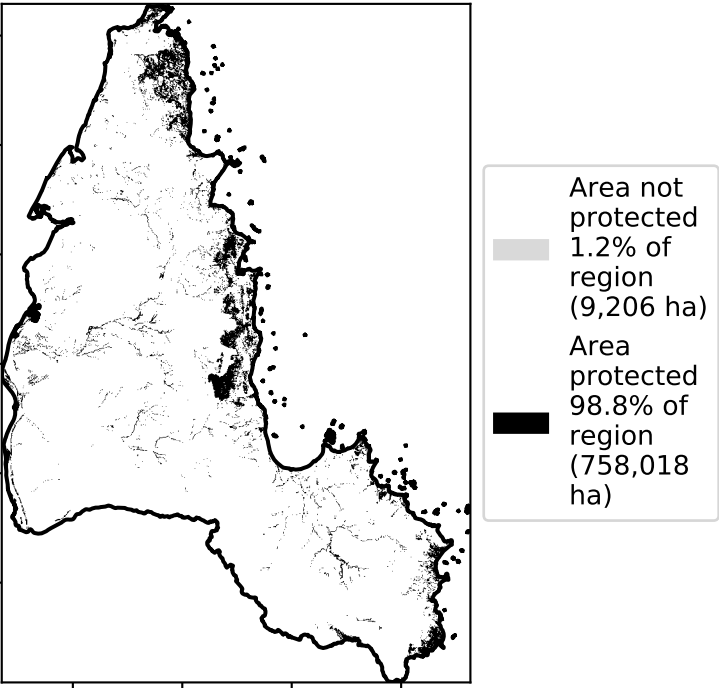 Area not
protected
1.2% of
region
(9,206 ha)
Area
protected
98.8% of
region
(758,018
ha)